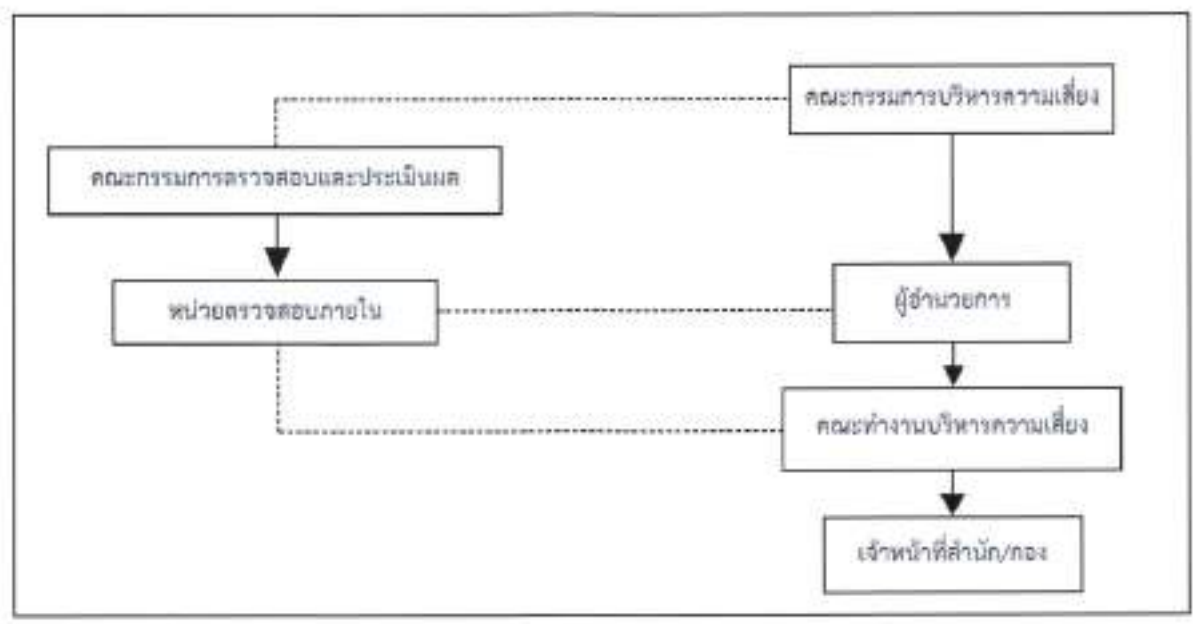 คณะกรรมการบริหารความเสี่ยง
คณะกรรมการตรวจสอบและประเมินผล
หน่วยตรวจสอบภายใน
ผู้อำนวยการ
คณะทำงานบริหารความเสี่ยง
เจ้าหน้าที่สำนัก/กอง